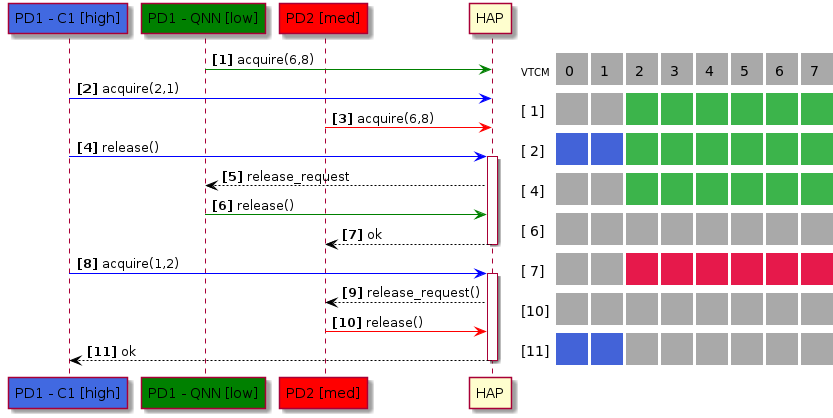 PD1 - C1 [high] PD1 - QNN [low] PD2 [med] HAP
[1] acquire(6,8)
VTCM 0 1 2 3 4 5 6 7
[2] acquire(2,1)
[ 1]
[3] acquire(6,8)
[4] release()
[ 2]
[5] release_request
[ 4]
[6] release()
[7] ok
[ 6]
[8] acquire(1,2)
[ 7]
[9] release_request()
[10] release()
[10]
[11] ok
[11]
PD1 - C1 [high] PD1 - QNN [low] PD2 [med] HAP